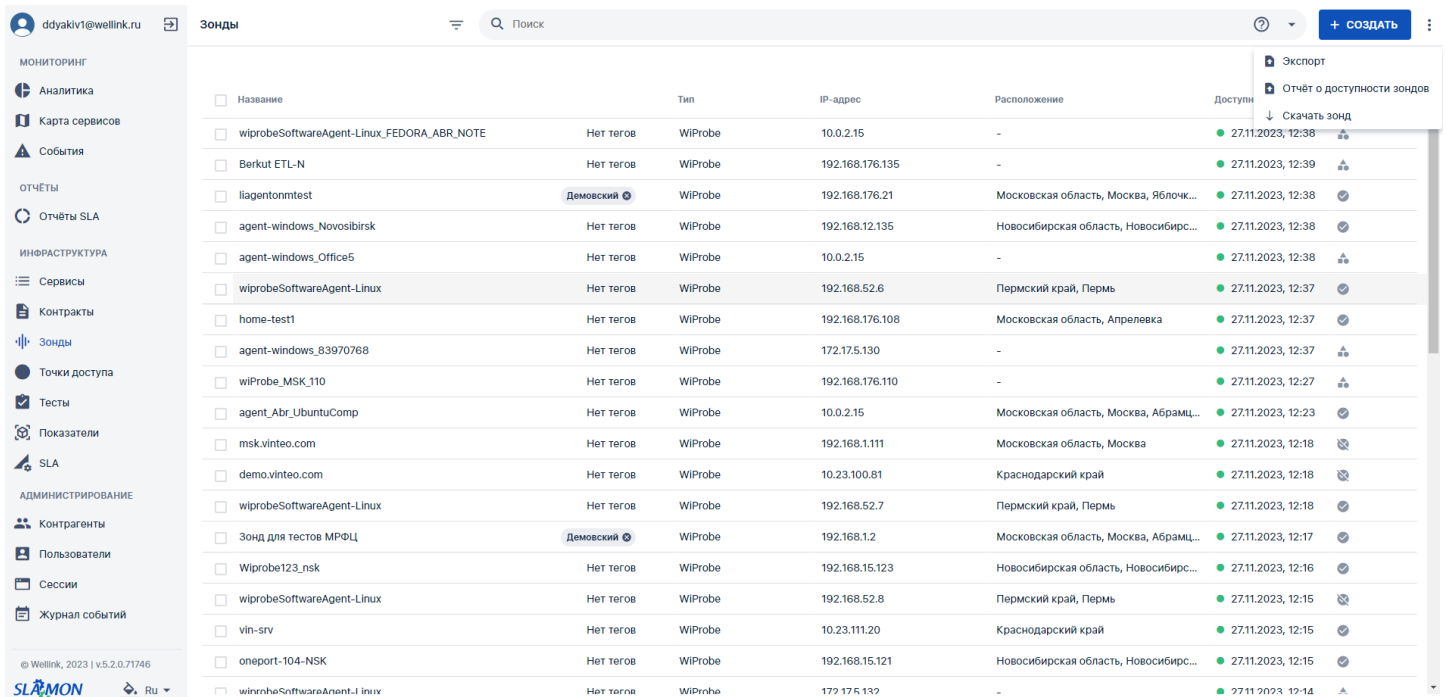 ddyakiv1@wellink.ru
МОНИТОРИНГ
Аналитика
Карта сервисов
События
ОТЧЁТЫ
Отчёты SLA
ИНФРАСТРУКТУРА
Сервисы
Контракты
Зонды
Точки доступа
Тесты
Показатели
SLA
АДМИНИСТРИРОВАНИЕ
Контрагенты
Пользователи
Сессии
Журнал событий
© Wellink, 2023 | v.5.2.0.71746
SLAMON Ru
Зонды Поиск + СОЗДАТЬ
Экспорт
Отчёт о доступности зондов
Скачать зонд
Название Тип IP-адрес Расположение
wiprobeSoftwareAgent-Linux_FEDORA_ABR_NOTE Нет тегов WiProbe 10.0.2.15 - 27.11.2023, 12:38
Berkut ETL-N Нет тегов WiProbe 192.168.176.135 - 27.11.2023, 12:39
liagentonmtest Демовский WiProbe 192.168.176.21 Московская область, Москва, Яблочк... 27.11.2023, 12:38
agent-windows_Novosibirsk Нет тегов WiProbe 192.168.12.135 Новосибирская область, Новосибирс... 27.11.2023, 12:38
agent-windows_Office5 Нет тегов WiProbe 10.0.2.15 - 27.11.2023, 12:38
wiprobeSoftwareAgent-Linux Нет тегов WiProbe 192.168.52.6 Пермский край, Пермь 27.11.2023, 12:37
home-test1 Нет тегов WiProbe 192.168.176.108 Московская область, Апрелевка 27.11.2023, 12:37
agent-windows_83970768 Нет тегов WiProbe 172.17.5.130 - 27.11.2023, 12:37
wiProbe_MSK_110 Нет тегов WiProbe 192.168.176.110 - 27.11.2023, 12:27
agent_Abr_UbuntuComp Нет тегов WiProbe 10.0.2.15 Московская область, Москва, Абрамц... 27.11.2023, 12:23
msk.vinteo.com Нет тегов WiProbe 192.168.1.111 Московская область, Москва 27.11.2023, 12:18
demo.vinteo.com Нет тегов WiProbe 10.23.100.81 Краснодарский край 27.11.2023, 12:18
wiprobeSoftwareAgent-Linux Нет тегов WiProbe 192.168.52.7 Пермский край, Пермь 27.11.2023, 12:18
Зонд для тестов МРФЦ Демовский WiProbe 192.168.1.2 Московская область, Москва, Абрамц... 27.11.2023, 12:17
Wiprobe123_nsk Нет тегов WiProbe 192.168.15.123 Новосибирская область, Новосибирс... 27.11.2023, 12:16
wiprobeSoftwareAgent-Linux Нет тегов WiProbe 192.168.52.8 Пермский край, Пермь 27.11.2023, 12:15
vin-srv Нет тегов WiProbe 10.23.111.20 Краснодарский край 27.11.2023, 12:15
oneport-104-NSK Нет тегов WiProbe 192.168.15.121 Новосибирская область, Новосибирс... 27.11.2023, 12:15
wiprobeSoftwareAgent-Linux Нет тегов WiProbe 172.17.5.132 - 27.11.2023, 12:14